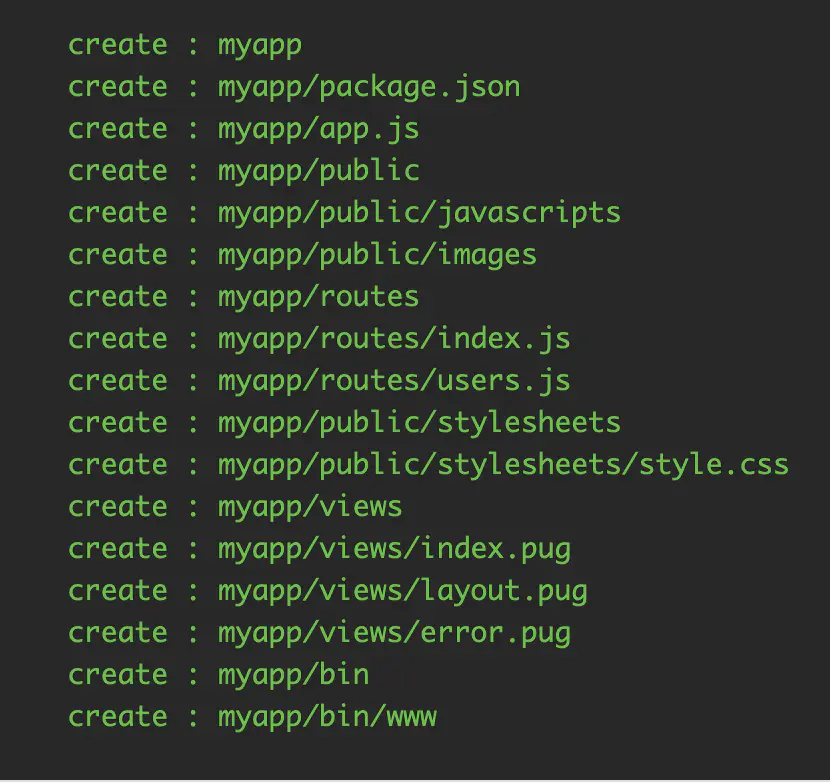 create : myapp
create : myapp/package.json
create : myapp/app.js
create : myapp/public
create : myapp/public/javascripts
create : myapp/public/images
create : myapp/routes
create : myapp/routes/index.js
create : myapp/routes/users.js
create : myapp/public/stylesheets
create : myapp/public/stylesheets/style.css
create : myapp/views
create : myapp/views/index.pug
create : myapp/views/layout.pug
create : myapp/views/error.pug
create : myapp/bin
create : myapp/bin/www